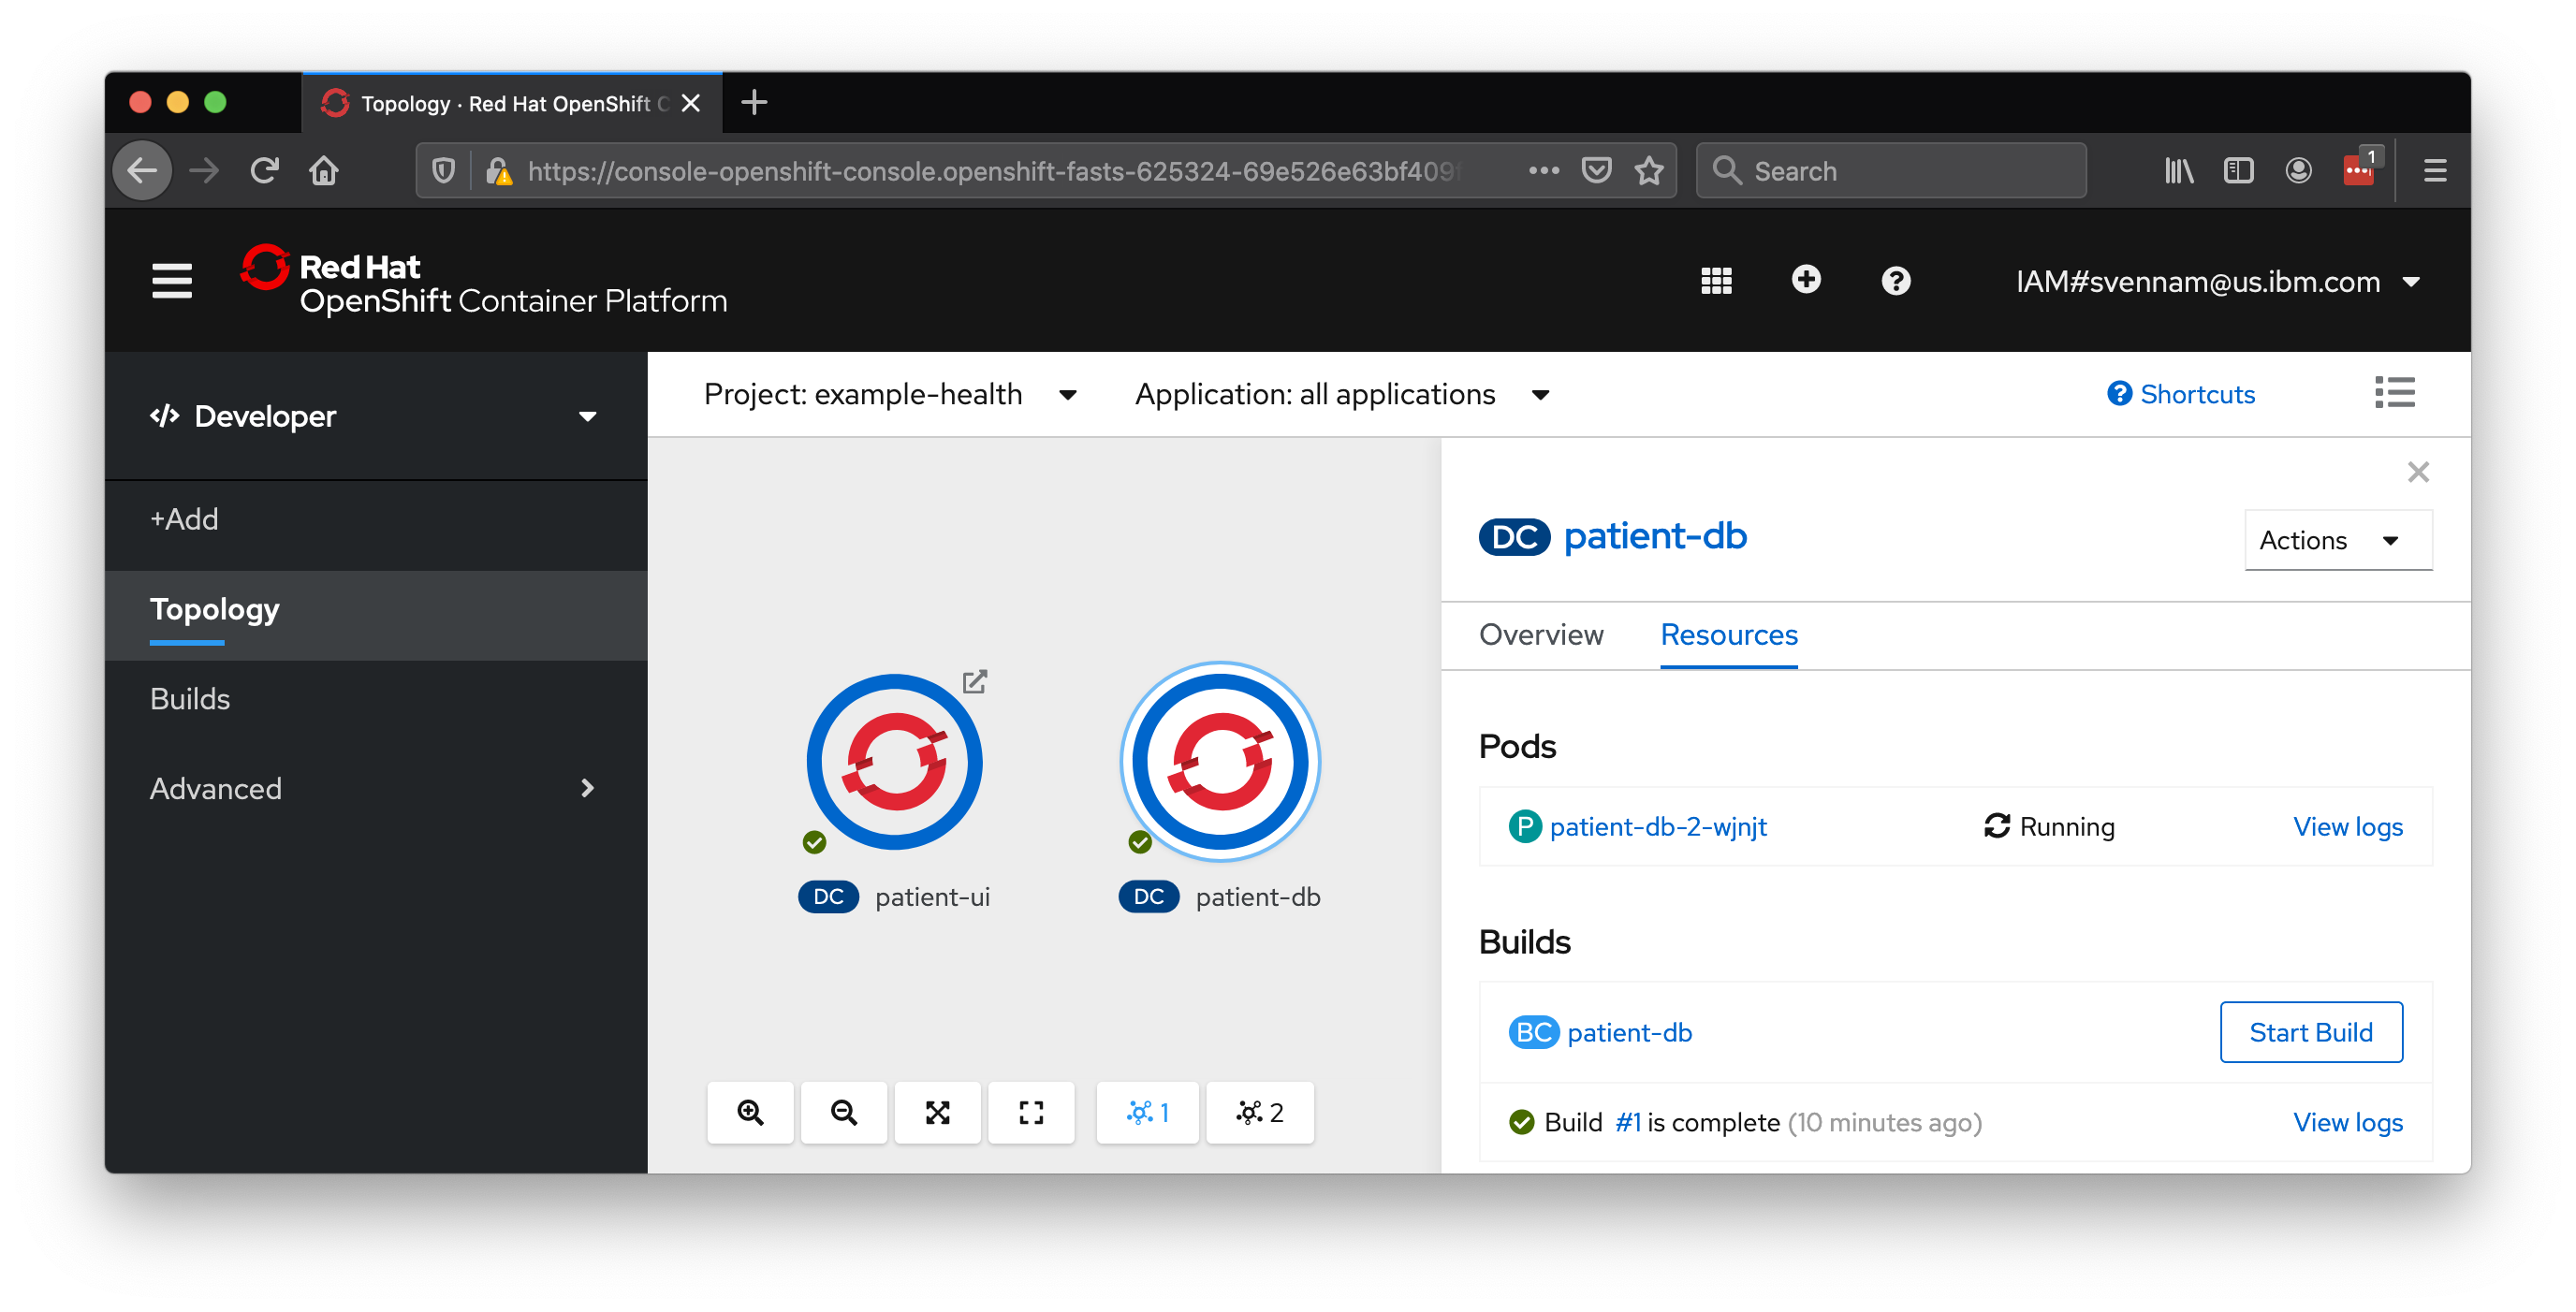 Topology · Red Hat OpenShift C
https://console-openshift-console.openshift-fasts-625324-69e526e63bf409f
Search
1
Red Hat
OpenShift Container Platform
IAM#svennam@us.ibm.com
Developer
Project: example-health
Application: all applications
Shortcuts
+Add
Topology
Builds
Advanced
DC patient-ui
DC patient-db
1
2
DC patient-db
Actions
Overview
Resources
Pods
P patient-db-2-wjnjt
Running
View logs
Builds
BC patient-db
Start Build
Build #1 is complete (10 minutes ago)
View logs